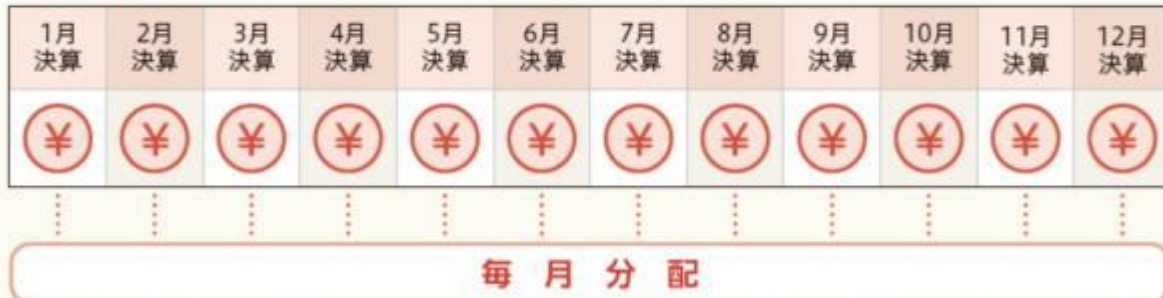 1月 2月 3月 4月 5月 6月 7月 8月 9月 10月 11月 12月
決算 決算 決算 決算 決算 決算 決算 決算 決算 決算 決算 決算
¥ ¥ ¥ ¥ ¥ ¥ ¥ ¥ ¥ ¥ ¥ ¥
毎月分配